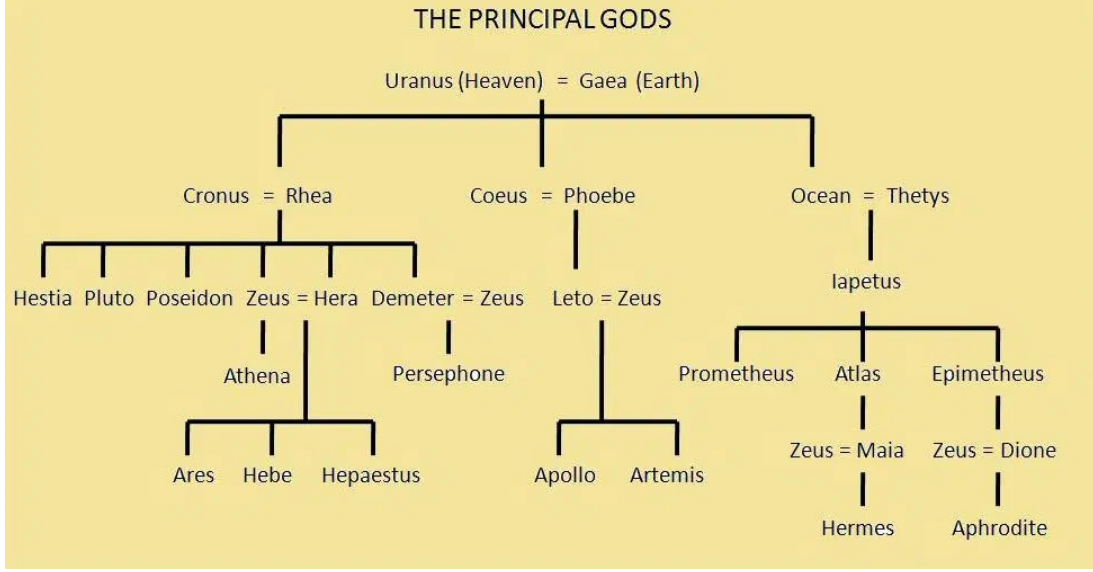 THE PRINCIPAL GODS
Uranus (Heaven) = Gaea (Earth)
Cronus = Rhea
Coeus = Phoebe
Ocean = Thetys
Iapetus
Hestia Pluto Poseidon Zeus = Hera Demeter = Zeus
Leto = Zeus
Athena
Persephone
Prometheus
Atlas
Epimetheus
Zeus = Maia
Zeus = Dione
Ares
Hebe
Hepaestus
Apollo
Artemis
Hermes
Aphrodite